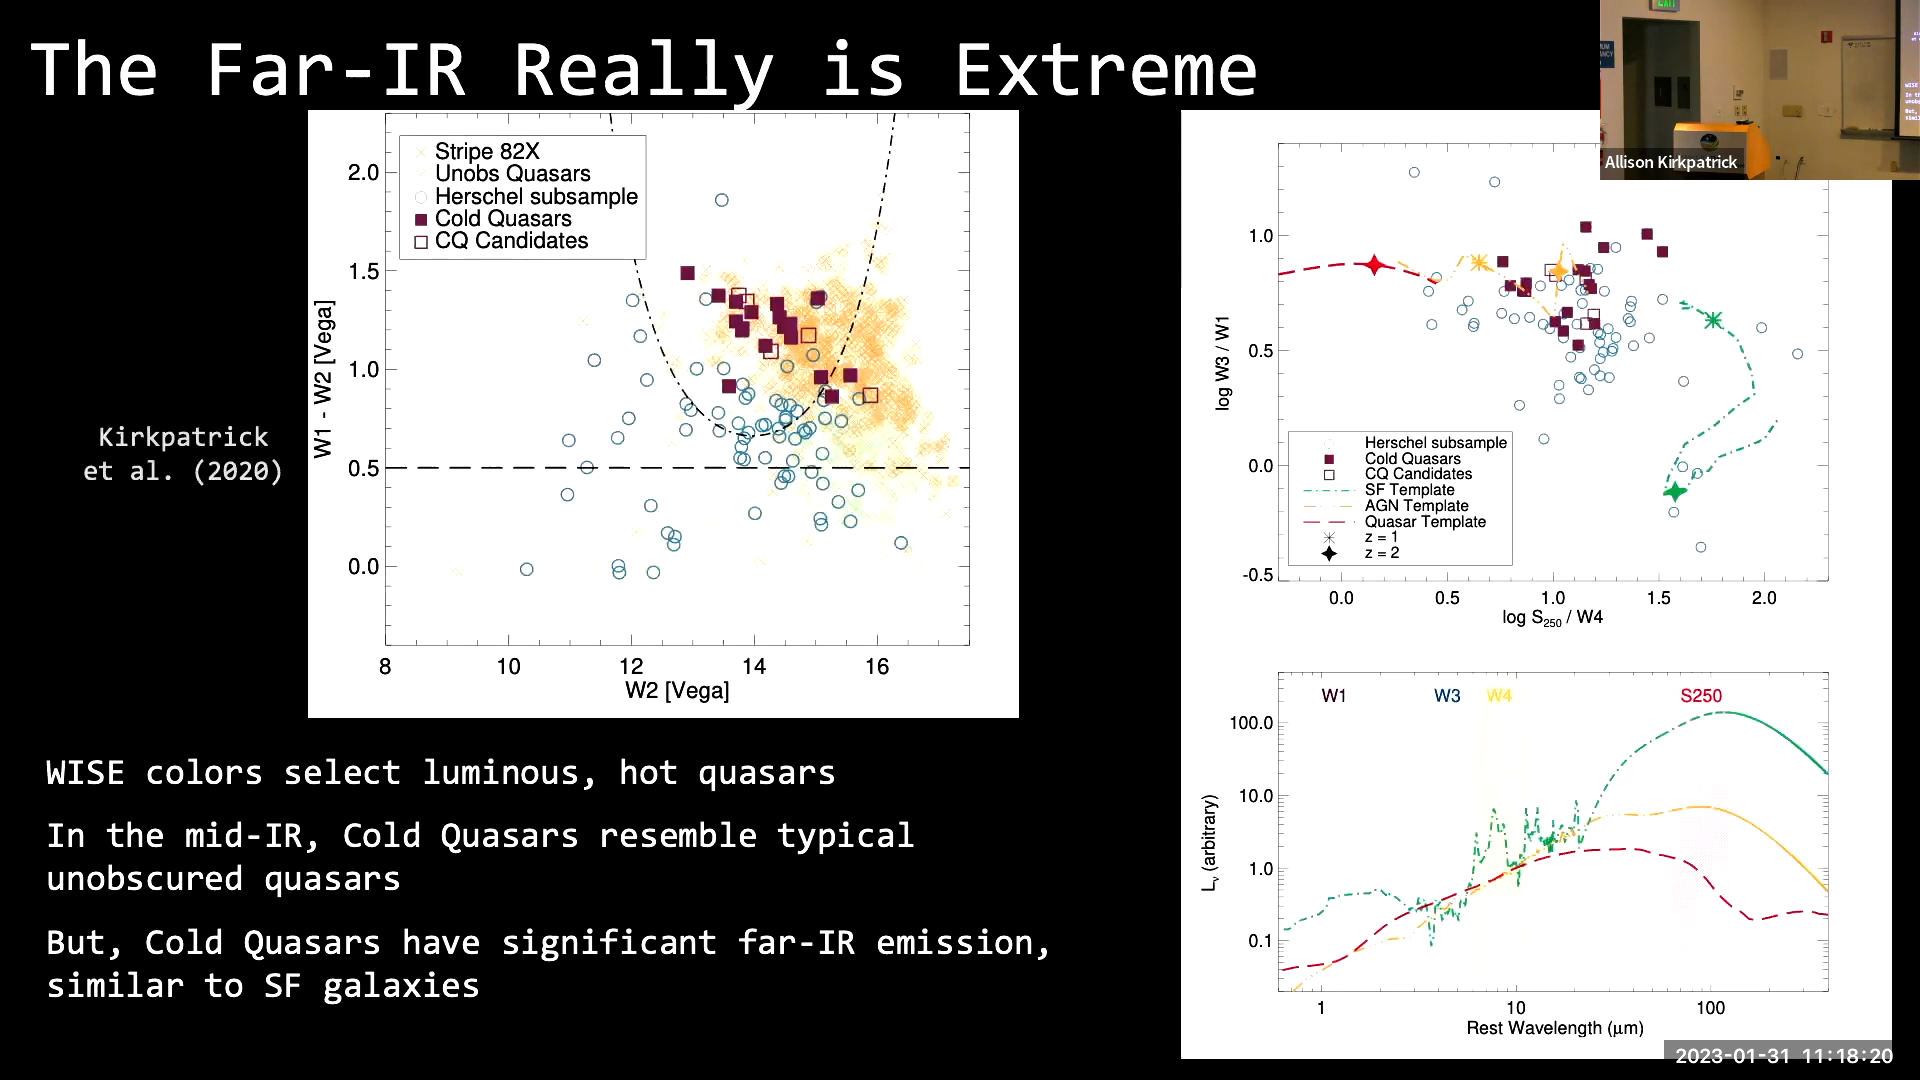 The Far-IR Really is Extreme
EXIT
Allison Kirkpatrick
Kirkpatrick
et al. (2020)
Stripe 82X
Unobs Quasars
Herschel subsample
Cold Quasars
CQ Candidates
2.0
1.5
1.0
0.5
0.0
W1 - W2 [Vega]
8 10 12 14 16
W2 [Vega]
1.0
0.5
0.0
-0.5
log W3 / W1
Herschel subsample
Cold Quasars
CQ Candidates
SF Template
AGN Template
Quasar Template
z = 1
z = 2
0.0 0.5 1.0 1.5 2.0
log S250 / W4
W1 W3 W4 S250
100.0
10.0
1.0
0.1
Lν (arbitrary)
1 10 100
Rest Wavelength (μm)
WISE colors select luminous, hot quasars
In the mid-IR, Cold Quasars resemble typical
unobscured quasars
But, Cold Quasars have significant far-IR emission,
similar to SF galaxies
2023-01-31 11:18:20